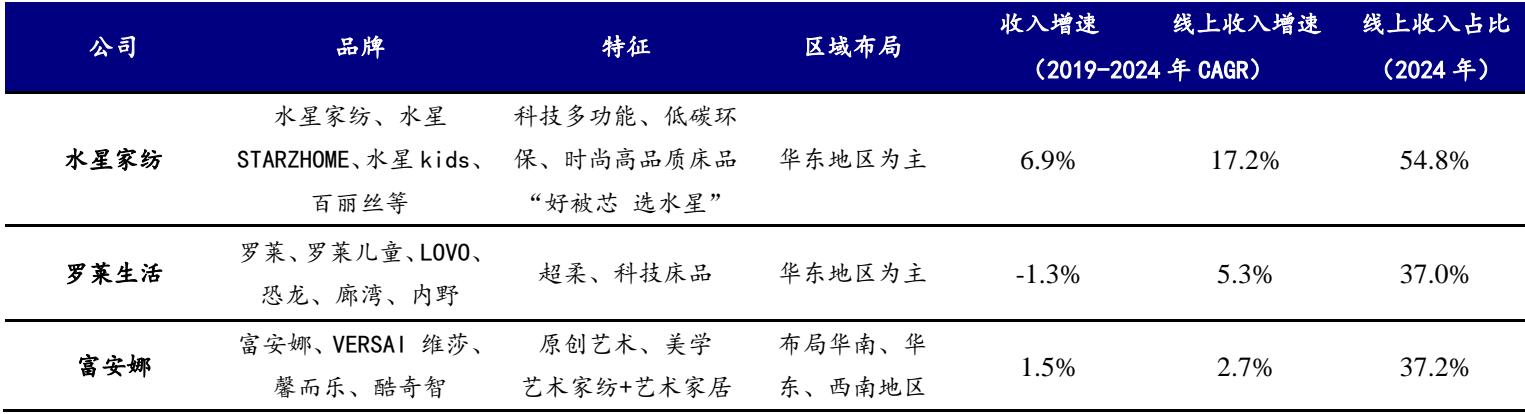 公司 品牌 特征 区域布局 收入增速 线上收入增速 线上收入占比
（2019-2024 年 CAGR） （2024 年）
水星家纺
水星家纺、水星
STARZHOME、水星 kids、
百丽丝等
科技多功能、低碳环
保、时尚高品质床品
“好被芯 选水星”
华东地区为主
6.9%
17.2%
54.8%
罗莱生活
罗莱、罗莱儿童、LOVO、
恐龙、廊湾、内野
超柔、科技床品
华东地区为主
-1.3%
5.3%
37.0%
富安娜
富安娜、VERSAI 维莎、
馨而乐、酷奇智
原创艺术、美学
艺术家纺+艺术家居
布局华南、华
东、西南地区
1.5%
2.7%
37.2%